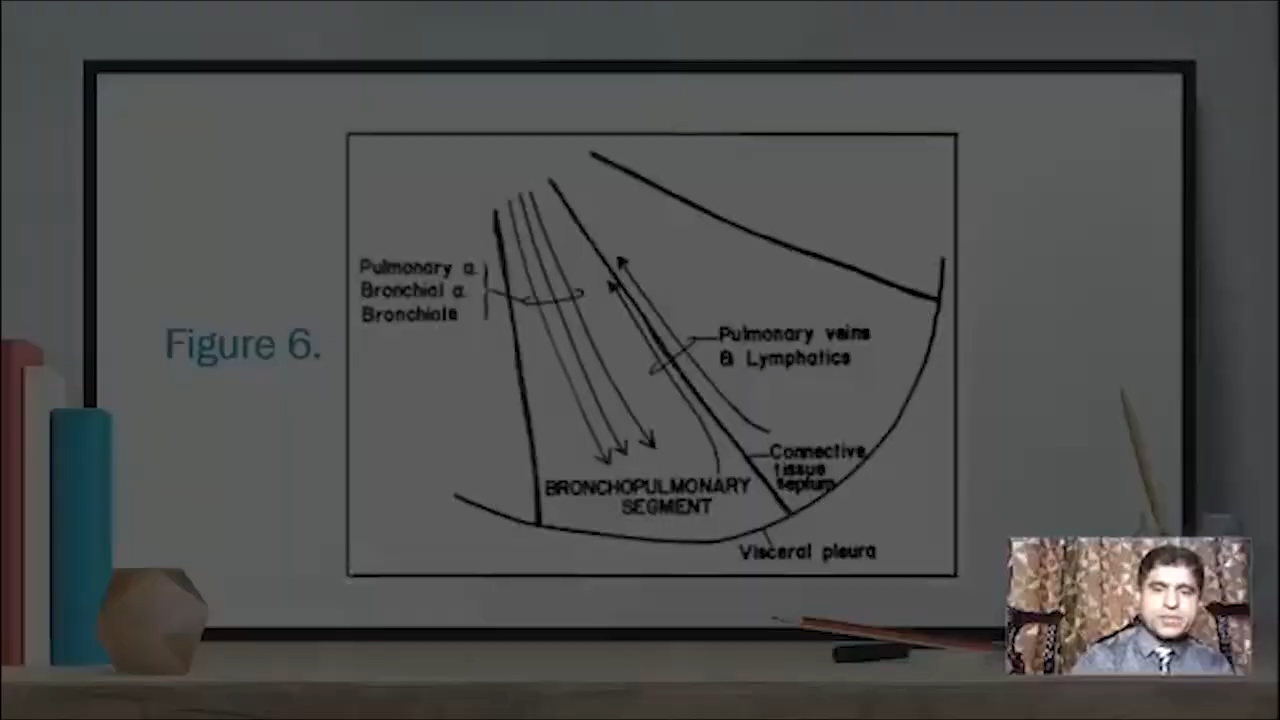 Figure 6.
Pulmonary a.
Bronchial a.
Bronchiole
Pulmonary veins
& Lymphatics
Connective
tissue
septum
BRONCHOPULMONARY
SEGMENT
Visceral pleura